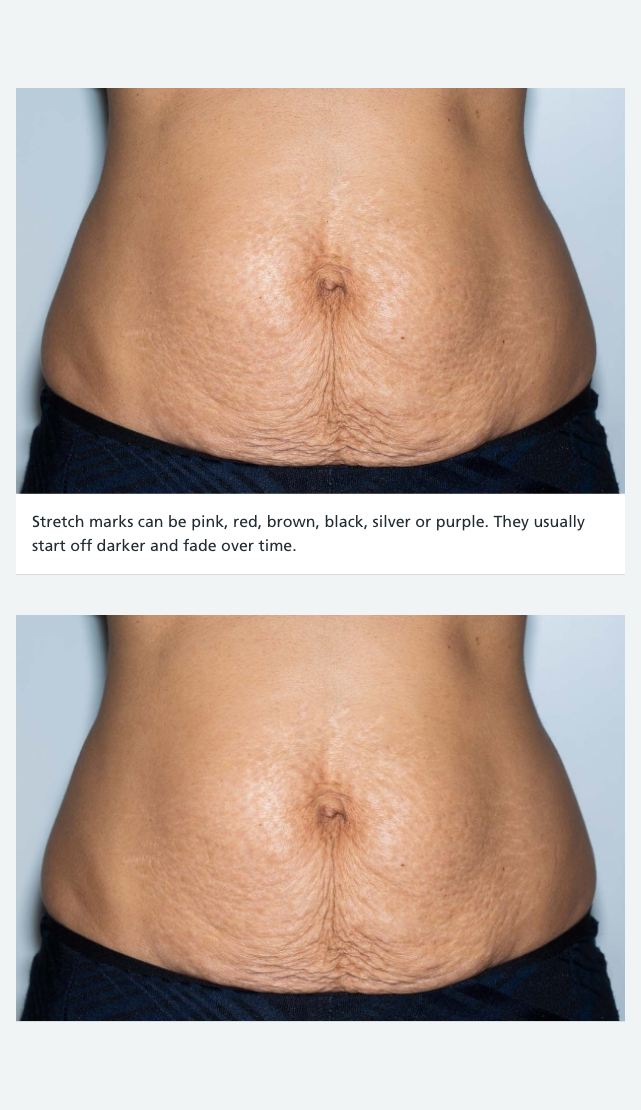 Stretch marks can be pink, red, brown, black, silver or purple. They usually
start off darker and fade over time.